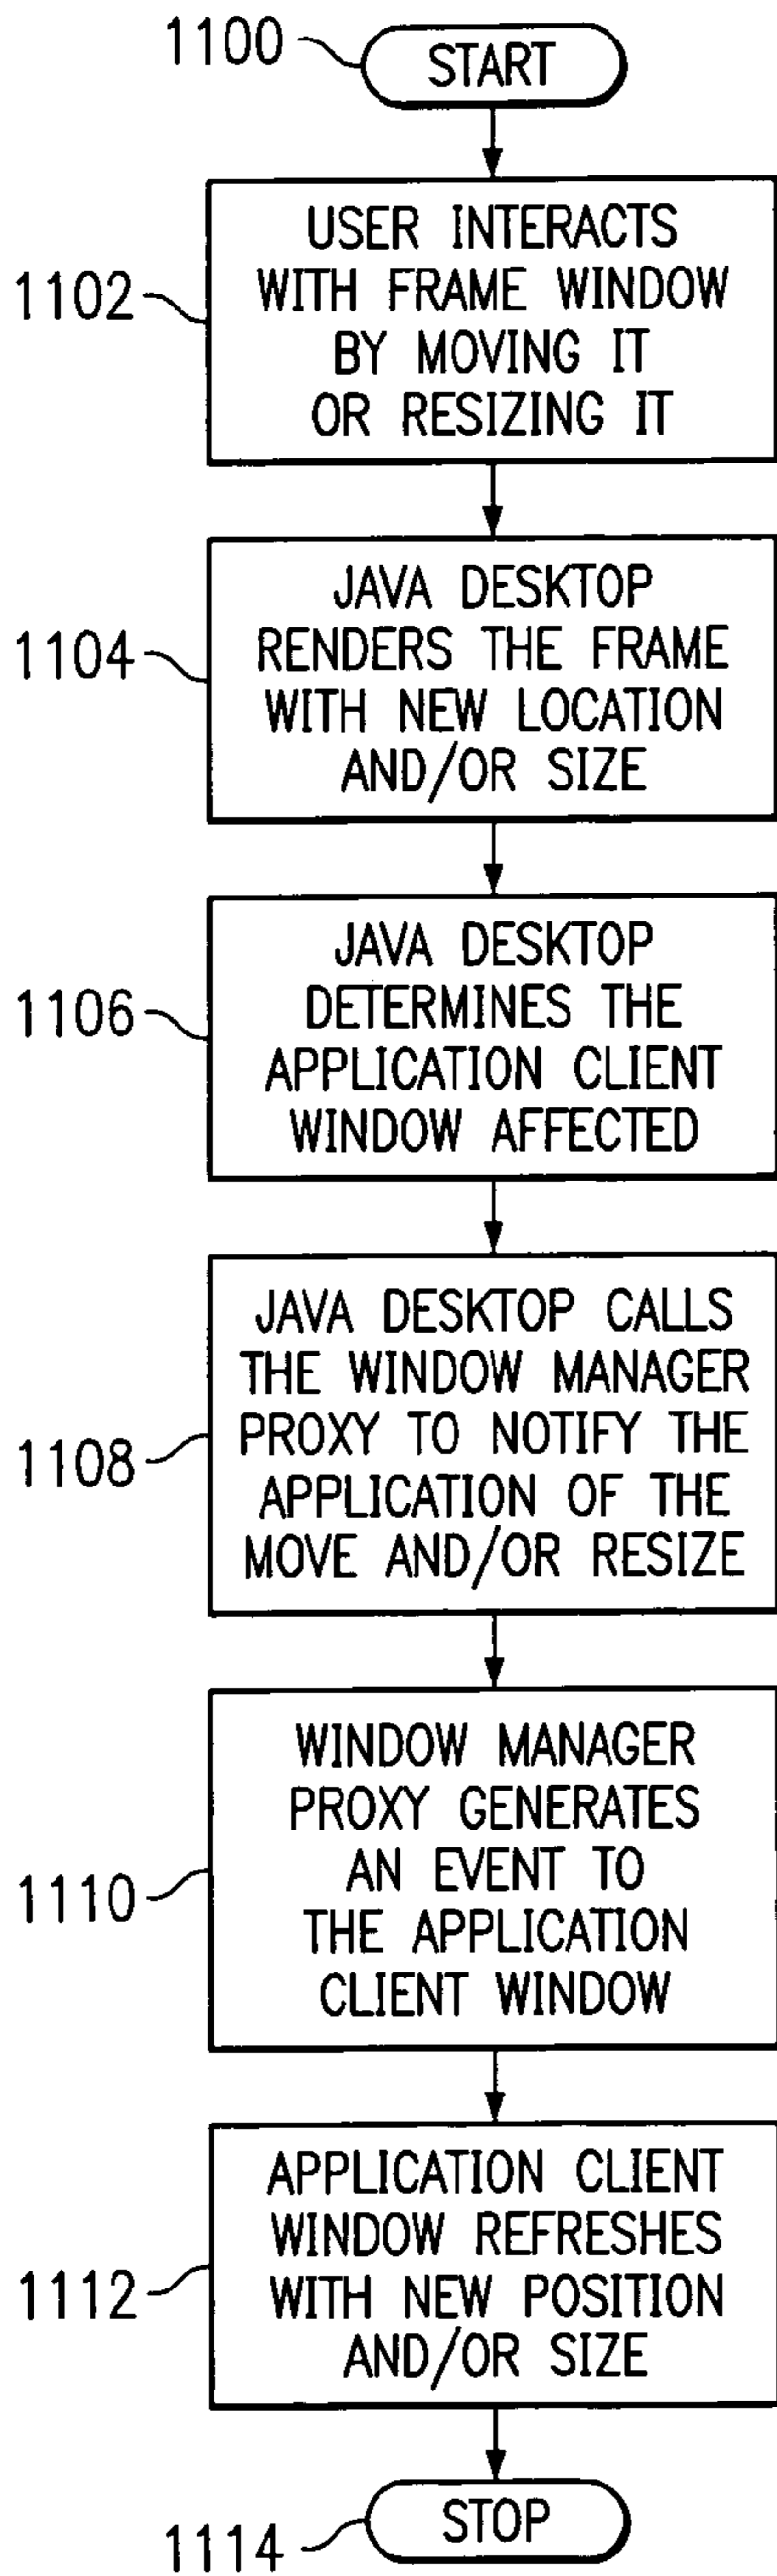 1100
START
1102
USER INTERACTS
WITH FRAME WINDOW
BY MOVING IT
OR RESIZING IT
1104
JAVA DESKTOP
RENDERS THE FRAME
WITH NEW LOCATION
AND/OR SIZE
1106
JAVA DESKTOP
DETERMINES THE
APPLICATION CLIENT
WINDOW AFFECTED
1108
JAVA DESKTOP CALLS
THE WINDOW MANAGER
PROXY TO NOTIFY THE
APPLICATION OF THE
MOVE AND/OR RESIZE
1110
WINDOW MANAGER
PROXY GENERATES
AN EVENT TO
THE APPLICATION
CLIENT WINDOW
1112
APPLICATION CLIENT
WINDOW REFRESHES
WITH NEW POSITION
AND/OR SIZE
1114
STOP